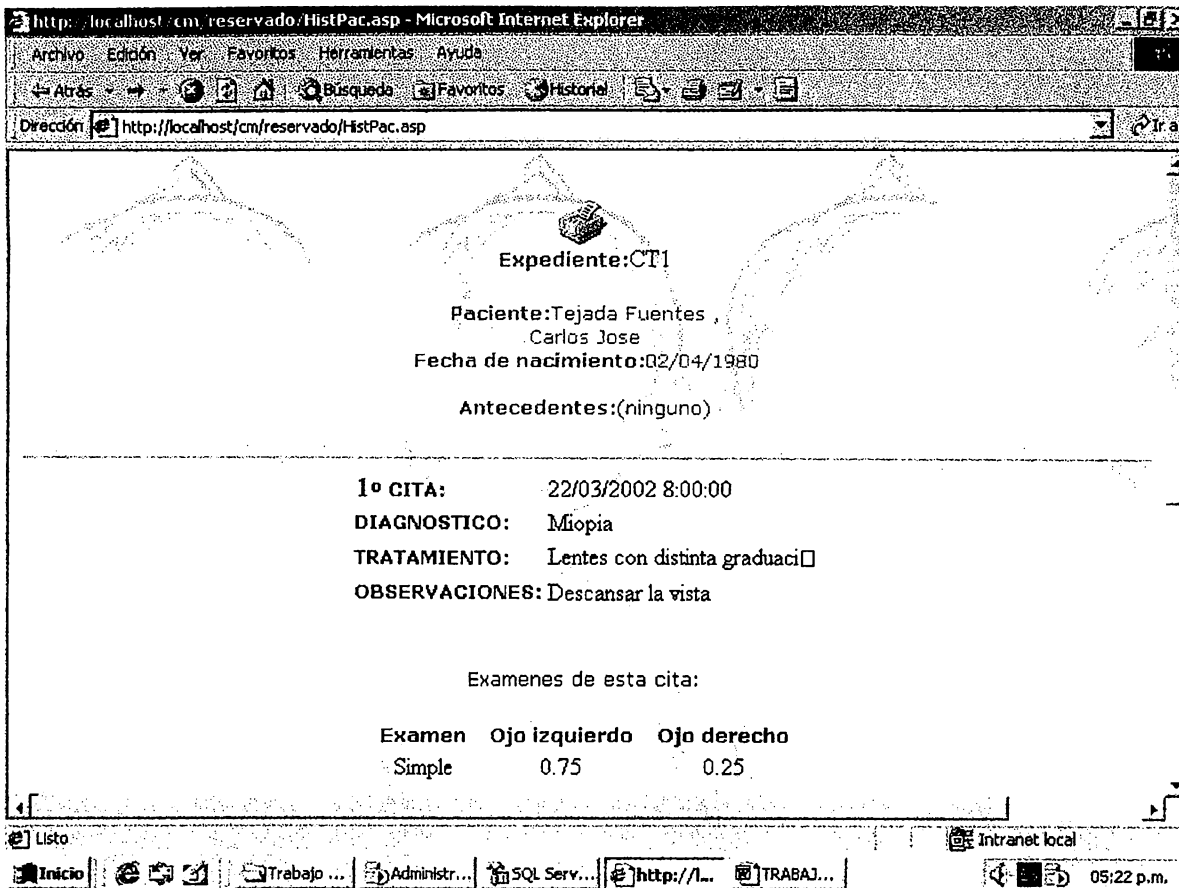 http://localhost/cm/reservado/HistPac.asp - Microsoft Internet Explorer
Archivo Edición Ver Favoritos Herramientas Ayuda
Atrás Búsqueda Favoritos Historial
Dirección http://localhost/cm/reservado/HistPac.asp Ir a
Expediente:CT1
Paciente:Tejada Fuentes ,
Carlos Jose
Fecha de nacimiento:02/04/1980
Antecedentes:(ninguno)
1º CITA: 22/03/2002 8:00:00
DIAGNOSTICO: Miopia
TRATAMIENTO: Lentes con distinta graduaci□
OBSERVACIONES: Descansar la vista
Examenes de esta cita:
Examen Ojo izquierdo Ojo derecho
Simple 0.75 0.25
Listo Intranet local
Inicio Trabajo ... Administr... SQL Serv... http://l... TRABAJ... 05:22 p.m.